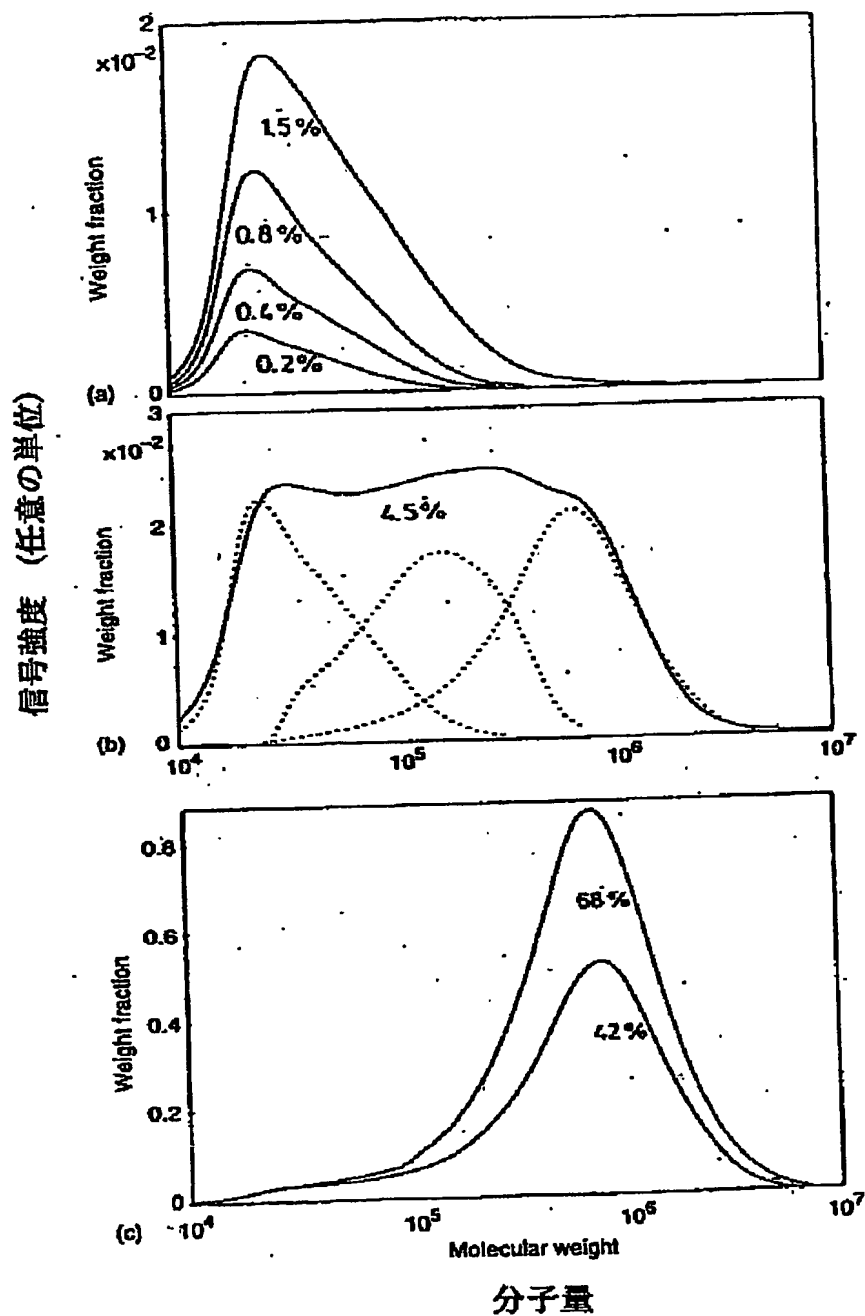 2
×10⁻²
1.5%
1
0.8%
0.4%
0.2%
0
Weight fraction
(a)
信号強度 (任意の単位)
3
×10⁻²
4.5%
2
1
0
Weight fraction
(b)
10⁴ 10⁵ 10⁶ 10⁷
0.8
68%
0.6
42%
0.4
0.2
0
Weight fraction
(c)
10⁴ 10⁵ 10⁶ 10⁷
Molecular weight
分子量